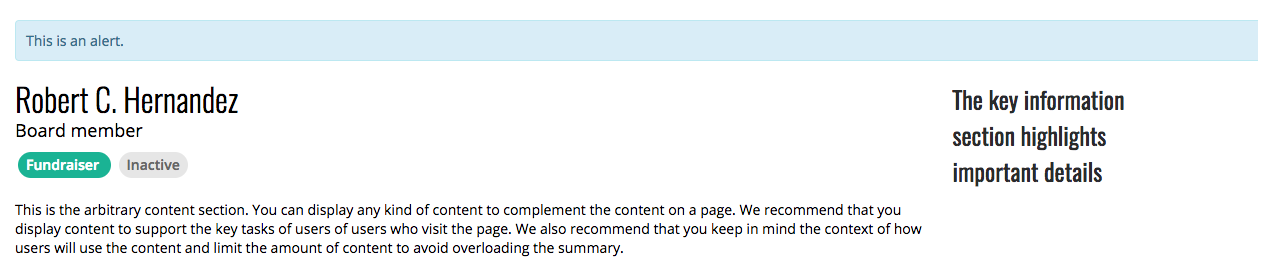 This is an alert.
Robert C. Hernandez
Board member
Fundraiser Inactive
This is the arbitrary content section. You can display any kind of content to complement the content on a page. We recommend that you
display content to support the key tasks of users of users who visit the page. We also recommend that you keep in mind the context of how
users will use the content and limit the amount of content to avoid overloading the summary.
The key information
section highlights
important details